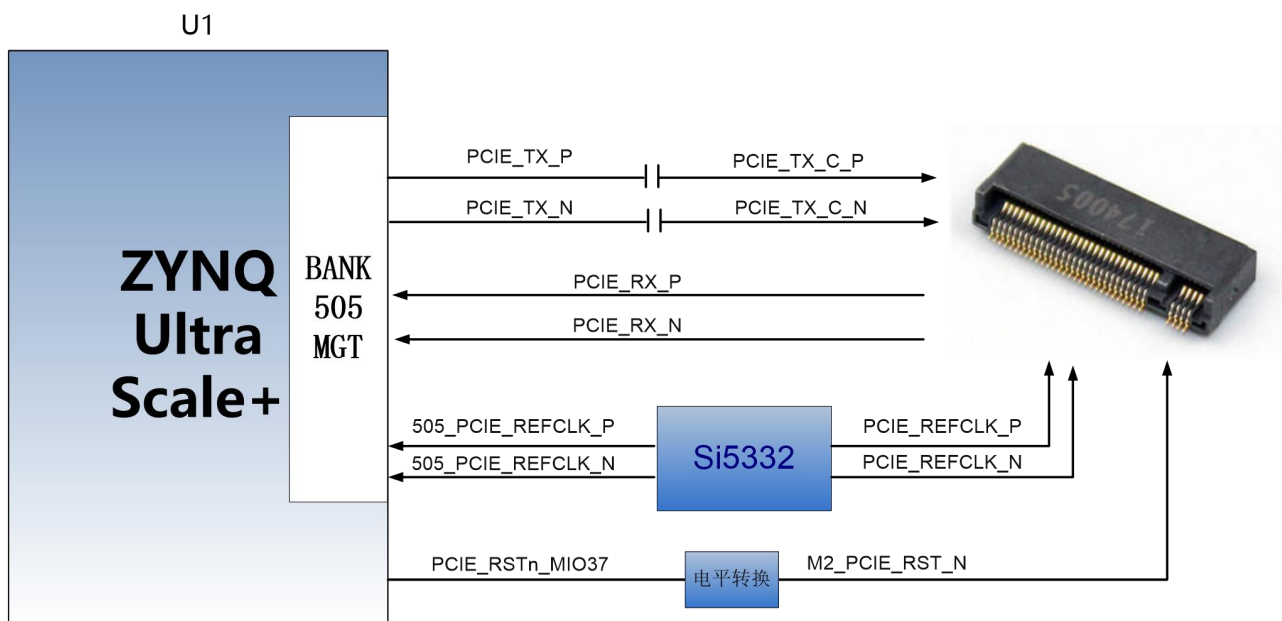 U1
PCIE_TX_P
PCIE_TX_C_P
PCIE_TX_N
PCIE_TX_C_N
174005
ZYNQ
Ultra
Scale+
BANK
505
MGT
PCIE_RX_P
PCIE_RX_N
505_PCIE_REFCLK_P
505_PCIE_REFCLK_N
Si5332
PCIE_REFCLK_P
PCIE_REFCLK_N
PCIE_RSTn_MIO37
电平转换
M2_PCIE_RST_N